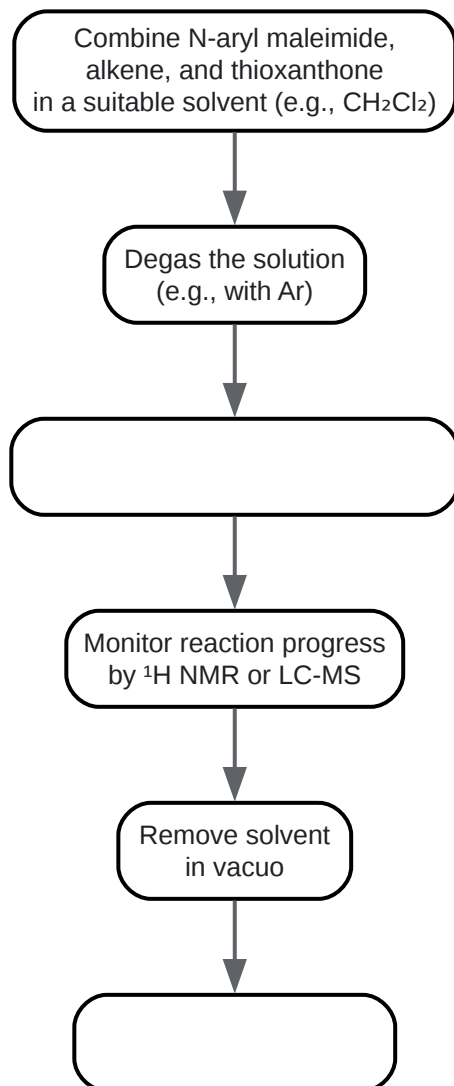 Combine N-aryl maleimide,
alkene, and thioxanthone
in a suitable solvent (e.g., CH₂Cl₂)
Degas the solution
(e.g., with Ar)
Monitor reaction progress
by ¹H NMR or LC-MS
Remove solvent
in vacuo